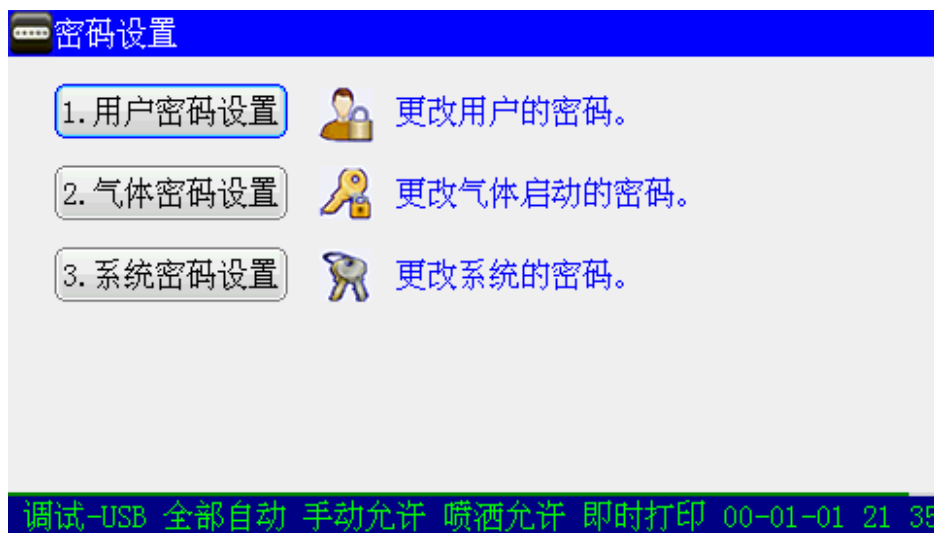 密码设置
1.用户密码设置 更改用户的密码。
2.气体密码设置 更改气体启动的密码。
3.系统密码设置 更改系统的密码。
调试-USB 全部自动 手动允许 喷洒允许 即时打印 00-01-01 21 35